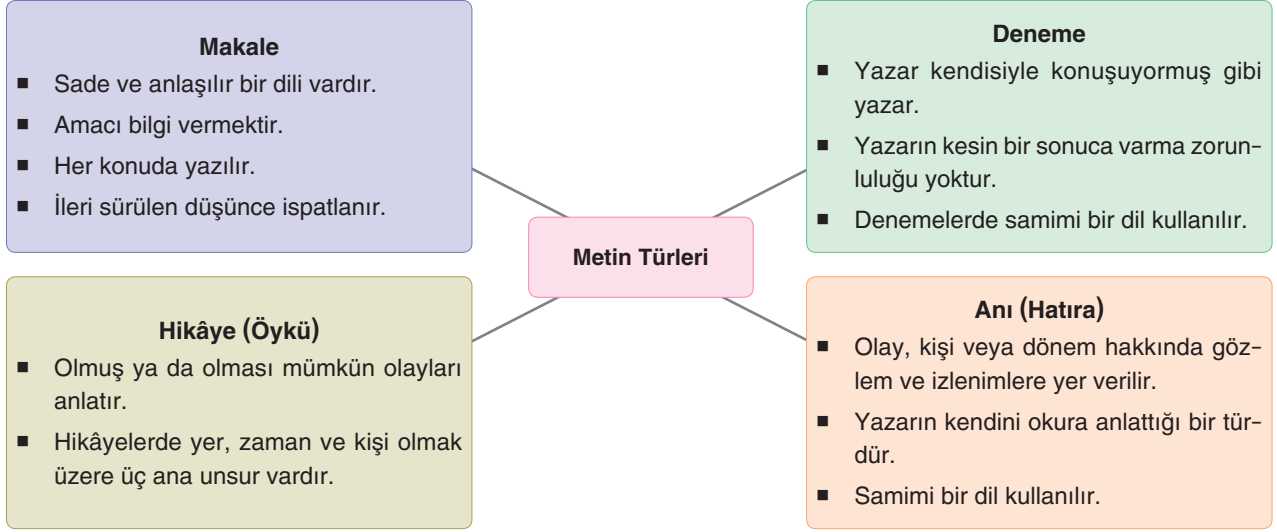 Makale
▪ Sade ve anlaşılır bir dili vardır.
▪ Amacı bilgi vermektir.
▪ Her konuda yazılır.
▪ İleri sürülen düşünce ispatlanır.
Deneme
▪ Yazar kendisiyle konuşuyormuş gibi
yazar.
▪ Yazarın kesin bir sonuca varma zorun-
luluğu yoktur.
▪ Denemelerde samimi bir dil kullanılır.
Metin Türleri
Hikâye (Öykü)
▪ Olmuş ya da olması mümkün olayları
anlatır.
▪ Hikâyelerde yer, zaman ve kişi olmak
üzere üç ana unsur vardır.
Anı (Hatıra)
▪ Olay, kişi veya dönem hakkında göz-
lem ve izlenimlere yer verilir.
▪ Yazarın kendini okura anlattığı bir tür-
dür.
▪ Samimi bir dil kullanılır.